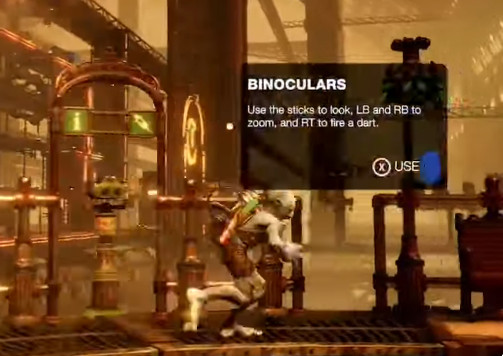 BINOCULARS
Use the sticks to look, LB and RB to
zoom, and RT to fire a dart.
X USE